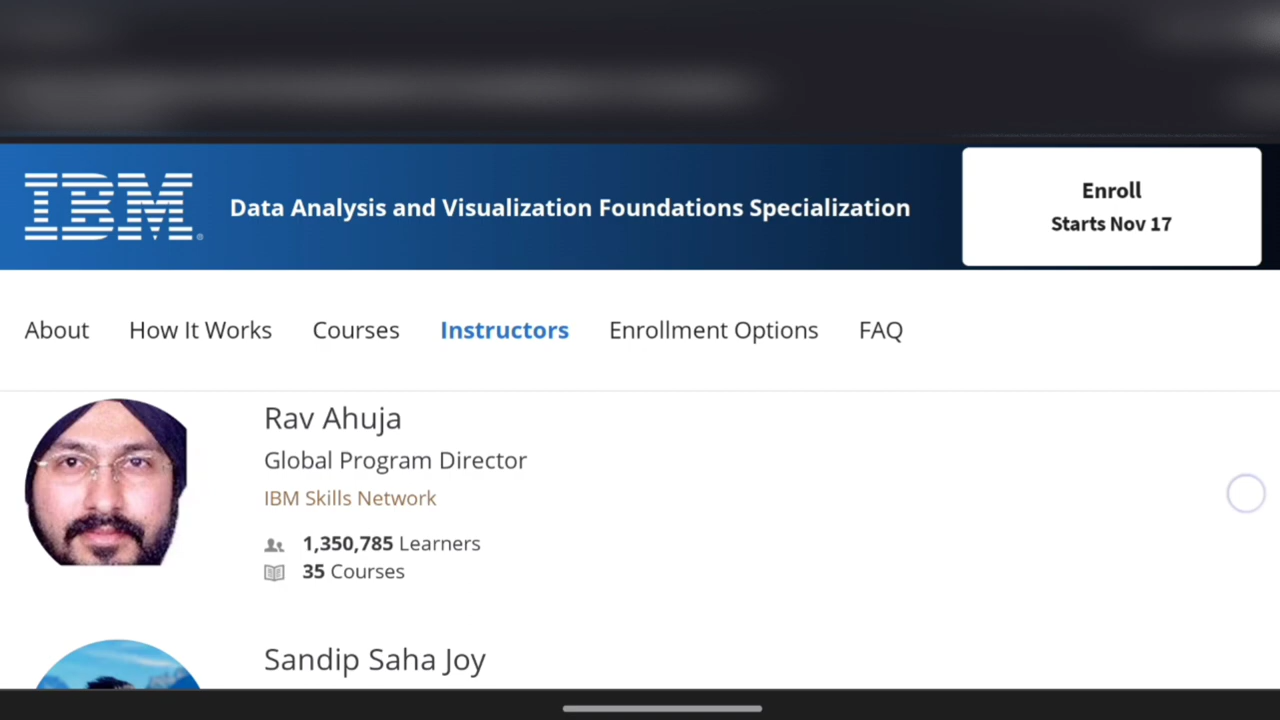 IBM
Data Analysis and Visualization Foundations Specialization
Enroll
Starts Nov 17
About How It Works Courses Instructors Enrollment Options FAQ
Rav Ahuja
Global Program Director
IBM Skills Network
1,350,785 Learners
35 Courses
Sandip Saha Joy